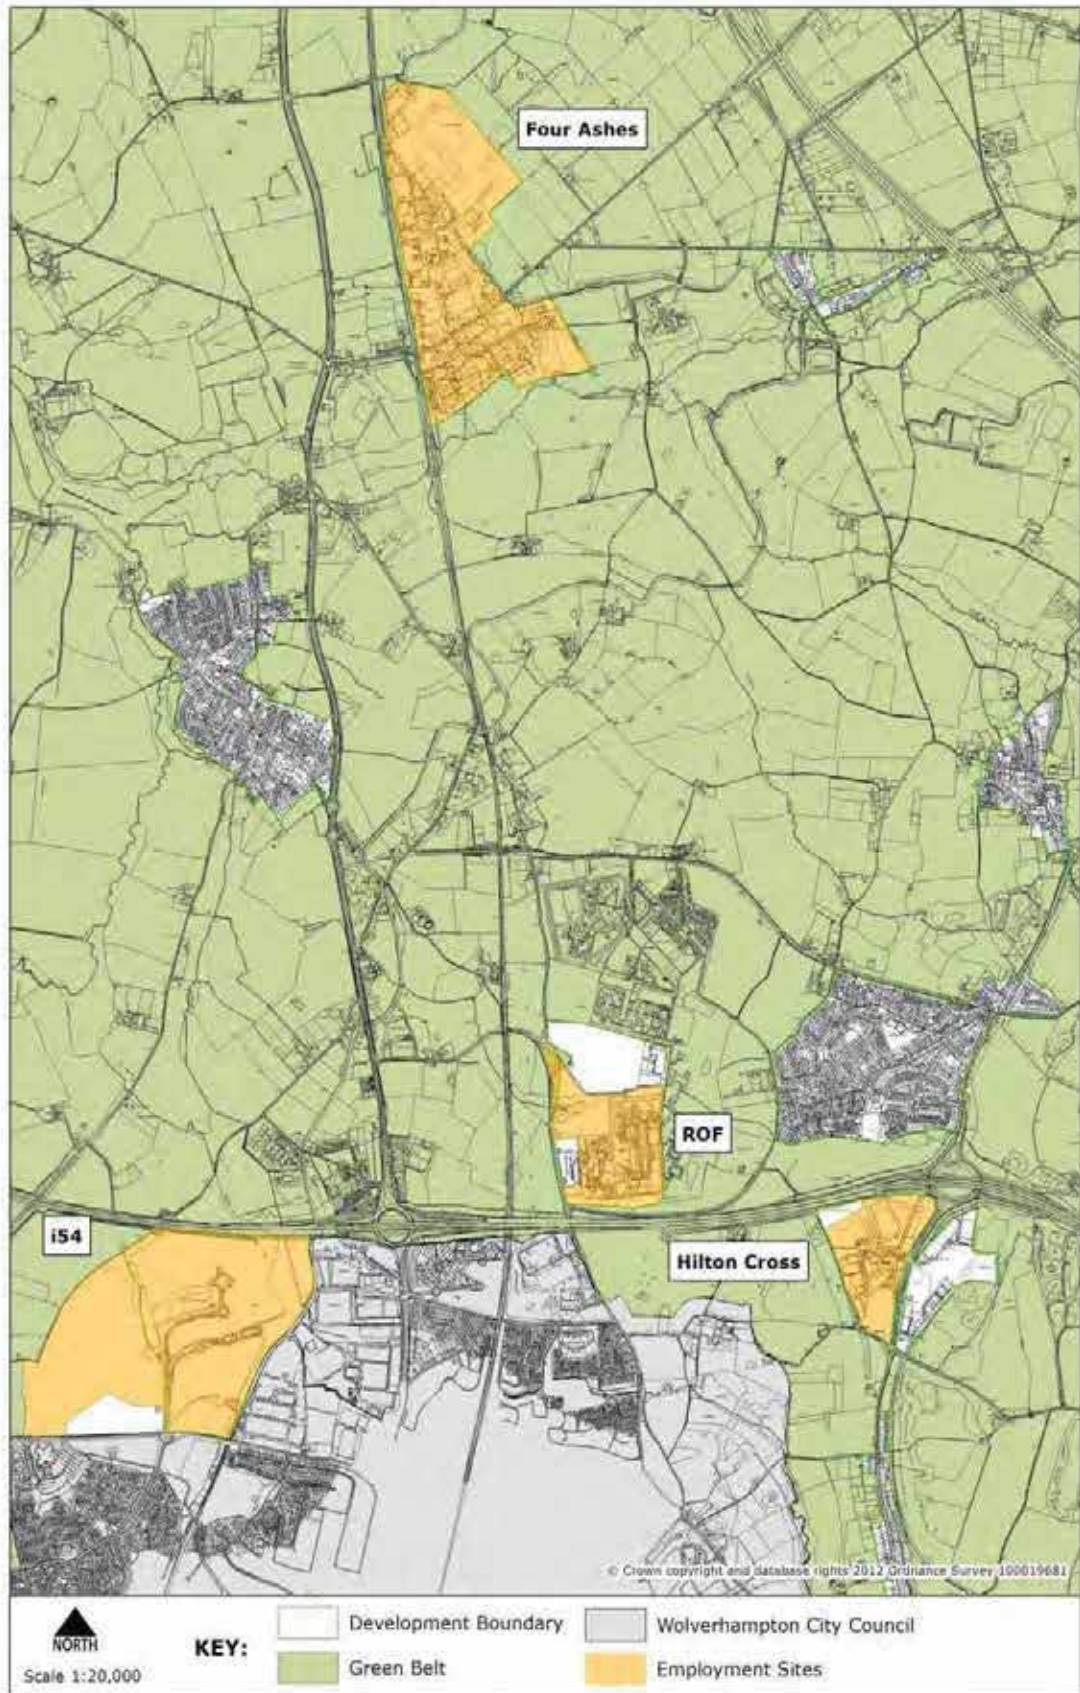 Four Ashes
ROF
i54
Hilton Cross
© Crown copyright and database rights 2012 Ordnance Survey 100019681
NORTH
Scale 1:20,000
KEY:
Development Boundary
Green Belt
Wolverhampton City Council
Employment Sites